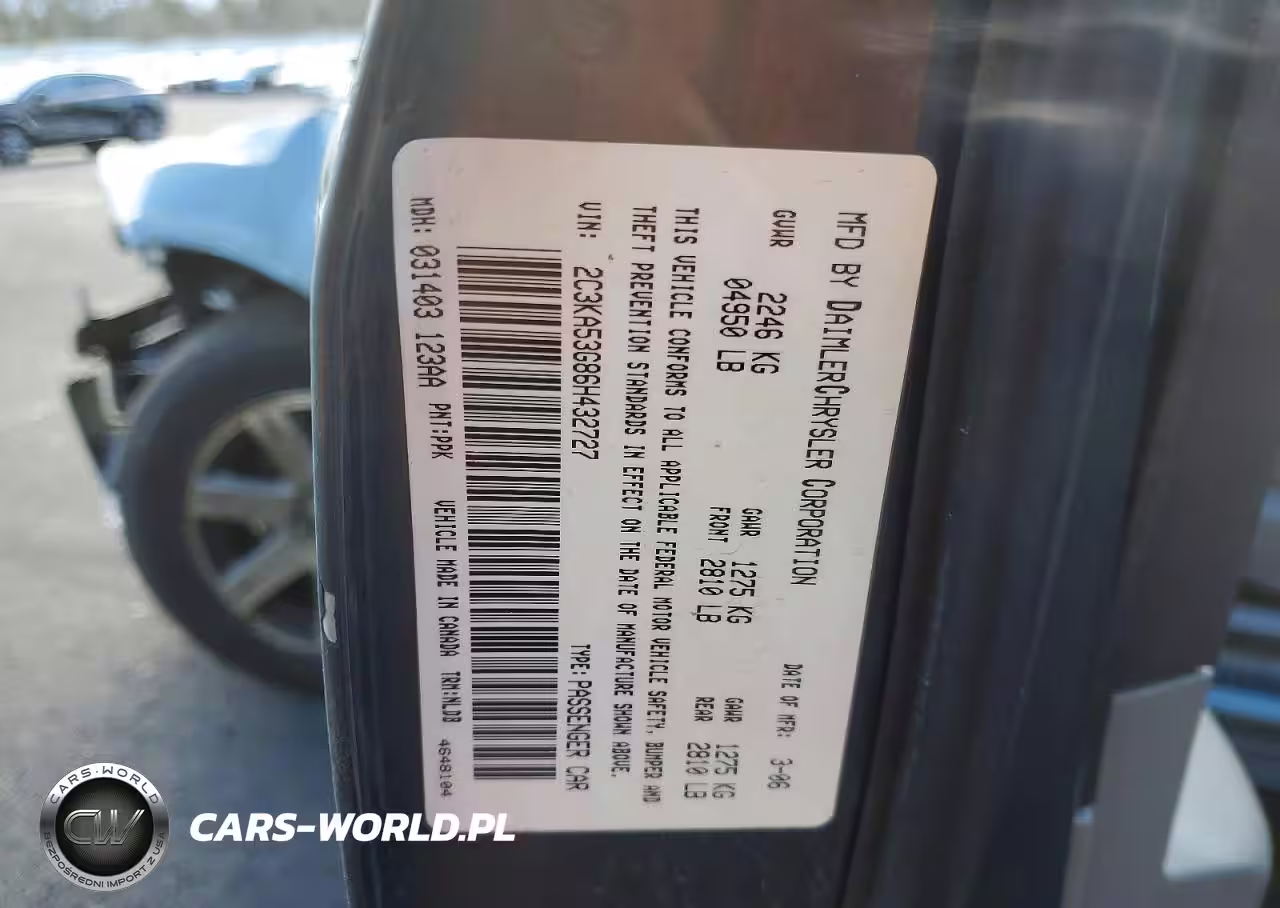 MFD BY DAIMLERCHRYSLER CORPORATION
DATE OF MFR: 3-06
GVWR
2246 KG
04950 LB
GAWR FRONT
1275 KG
2810 LB
GAWR REAR
1275 KG
2810 LB
THIS VEHICLE CONFORMS TO ALL APPLICABLE FEDERAL MOTOR VEHICLE SAFETY, BUMPER AND
THEFT PREVENTION STANDARDS IN EFFECT ON THE DATE OF MANUFACTURE SHOWN ABOVE.
VIN: 2C3KA53G86H432727 TYPE: PASSENGER CAR
MDH: 031403 123AA PNT:PPK VEHICLE MADE IN CANADA TRM:NLDB 4648104
CARS-WORLD
CW
BEZPOŚREDNI IMPORT Z USA
CARS-WORLD.PL